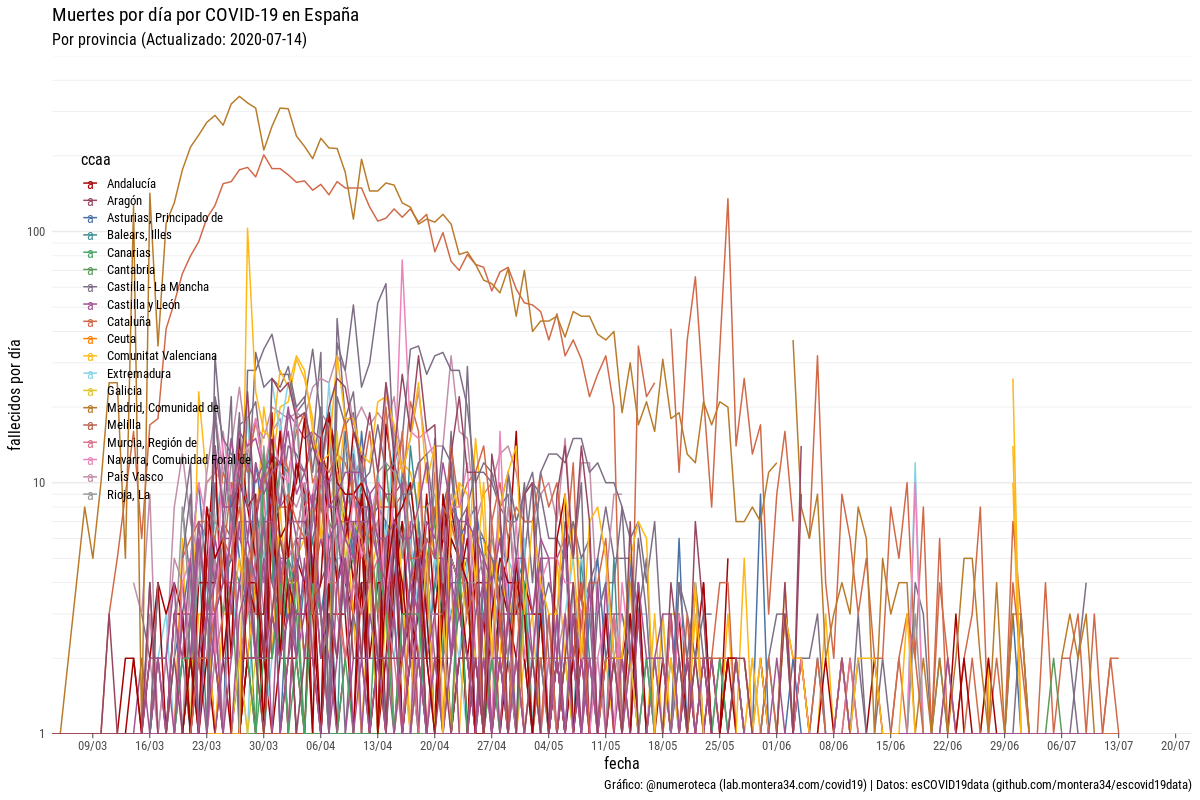 Muertes por día por COVID-19 en España
Por provincia (Actualizado: 2020-07-14)
fallecidos por día
100
10
1
ccaa
Andalucía
Aragón
Asturias, Principado de
Balears, Illes
Canarias
Cantabria
Castilla - La Mancha
Castilla y León
Cataluña
Ceuta
Comunitat Valenciana
Extremadura
Galicia
Madrid, Comunidad de
Melilla
Murcia, Región de
Navarra, Comunidad Foral de
País Vasco
Rioja, La
09/03 16/03 23/03 30/03 06/04 13/04 20/04 27/04 04/05 11/05 18/05 25/05 01/06 08/06 15/06 22/06 29/06 06/07 13/07 20/07
fecha
Gráfico: @numeroteca (lab.montera34.com/covid19) | Datos: esCOVID19data (github.com/montera34/escovid19data)